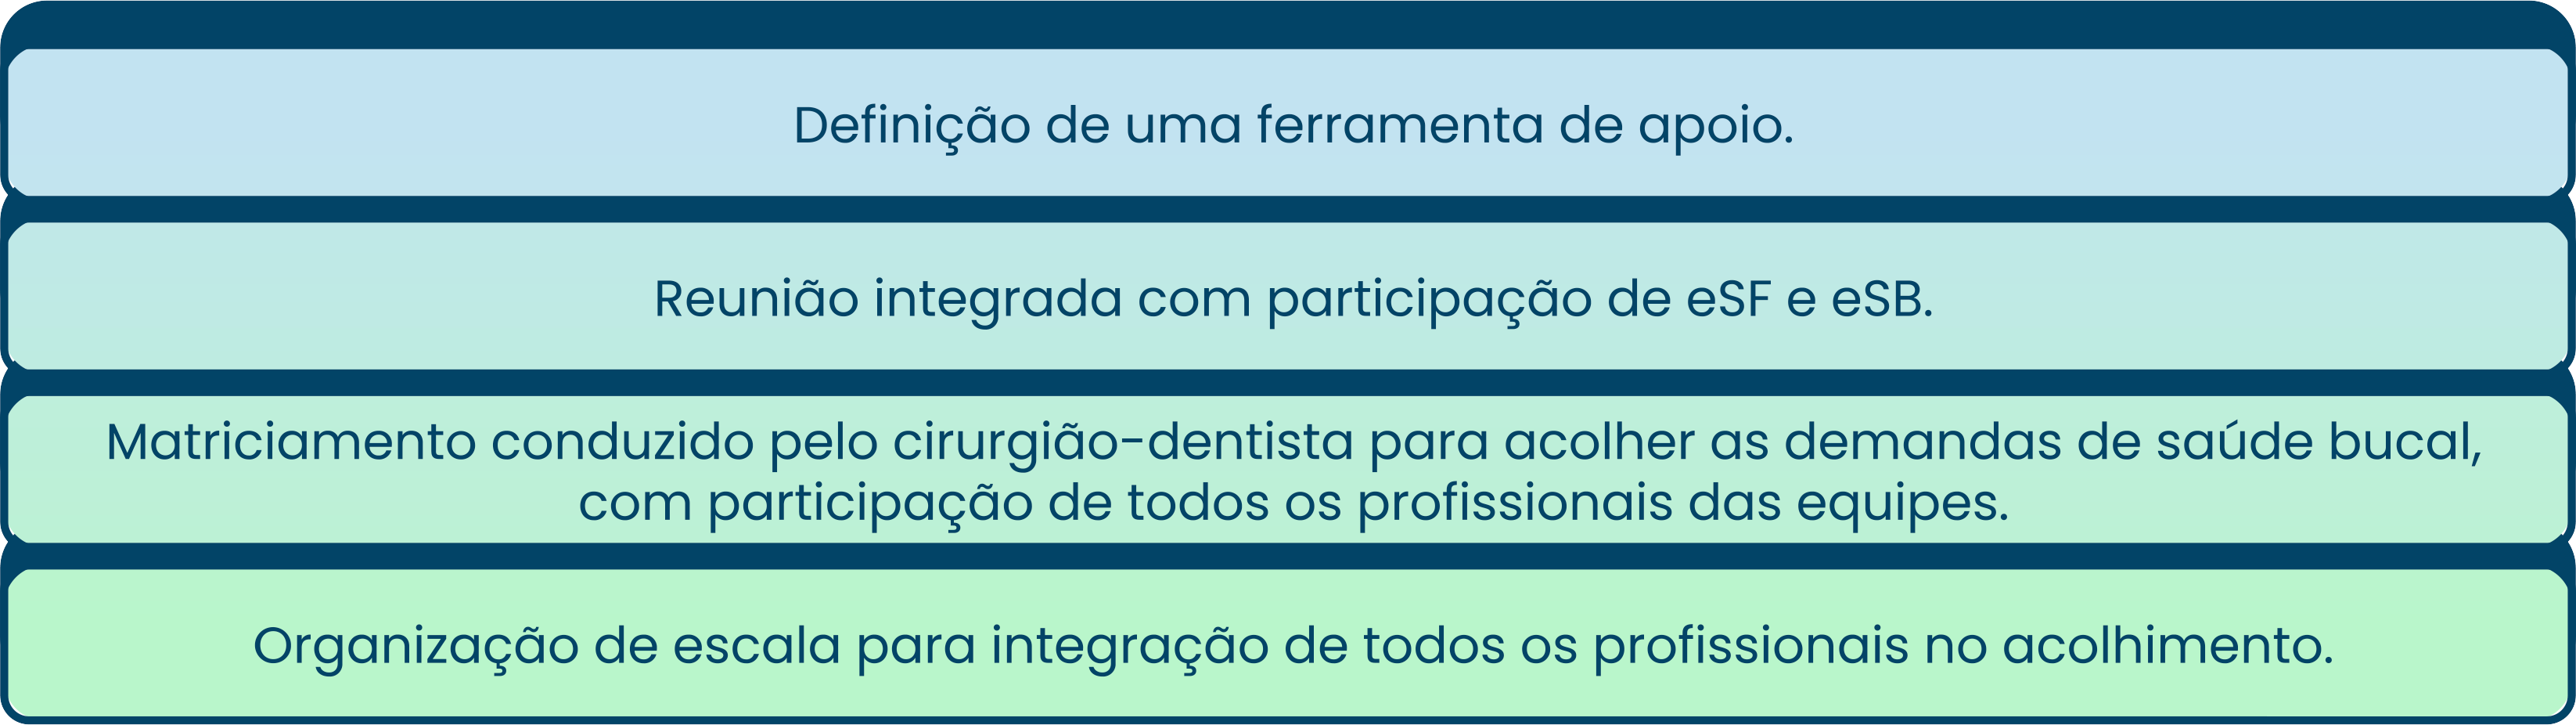 Definição de uma ferramenta de apoio.
Reunião integrada com participação de eSF e eSB.
Matriciamento conduzido pelo cirurgião-dentista para acolher as demandas de saúde bucal,
com participação de todos os profissionais das equipes.
Organização de escala para integração de todos os profissionais no acolhimento.